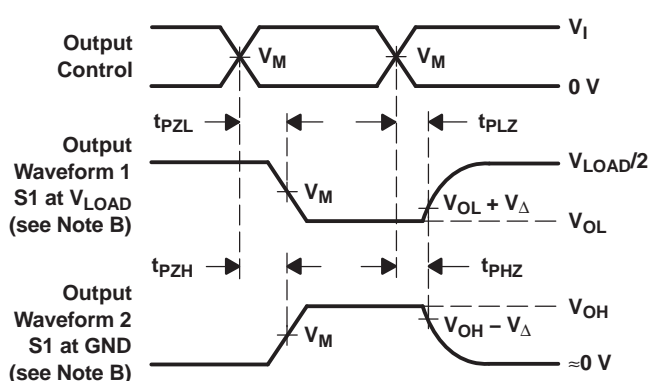 Output
Control
V_M
V_M
V_I
0 V
t_PZL
t_PLZ
Output
Waveform 1
S1 at V_LOAD
(see Note B)
V_M
V_LOAD/2
V_OL + V_Δ
V_OL
t_PZH
t_PHZ
Output
Waveform 2
S1 at GND
(see Note B)
V_M
V_OH
V_OH − V_Δ
≈0 V